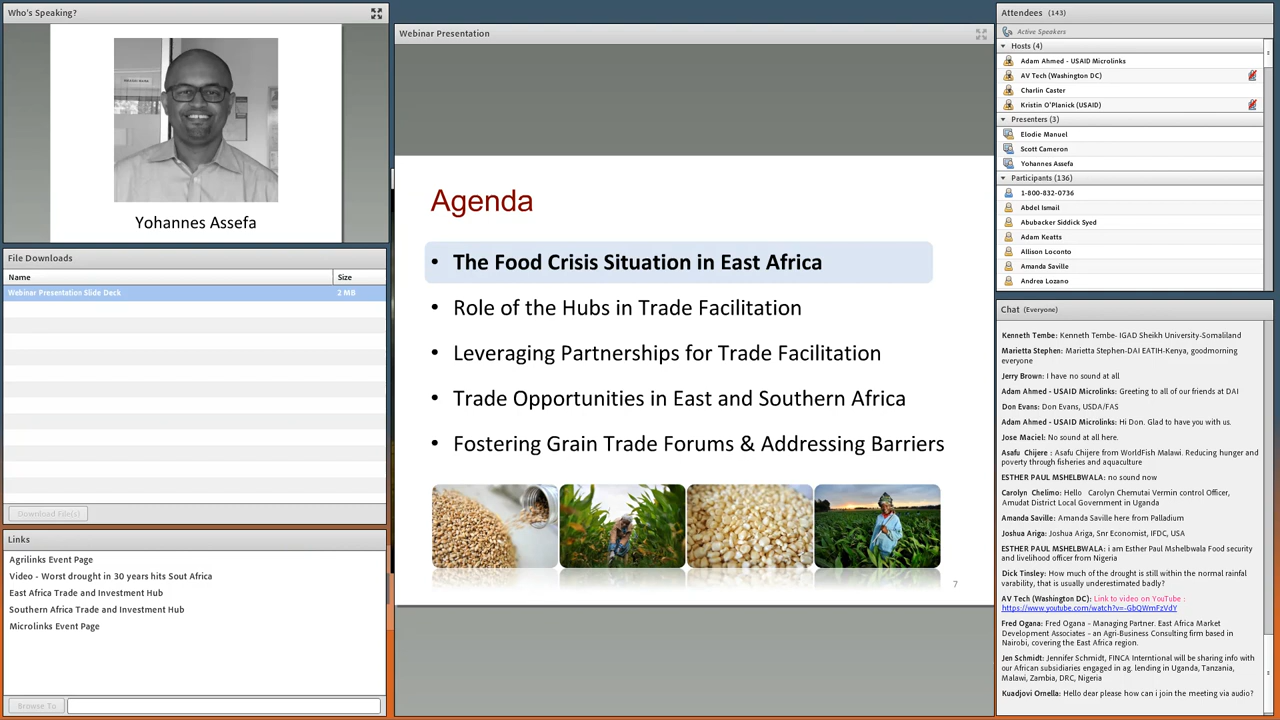 Who's Speaking?
Yohannes Assefa
File Downloads
Name Size
Webinar Presentation Slide Deck 2 MB
Download File(s)
Links
Agrilinks Event Page
Video - Worst drought in 30 years hits Sout Africa
East Africa Trade and Investment Hub
Southern Africa Trade and Investment Hub
Microlinks Event Page
Browse To
Webinar Presentation
Agenda
• The Food Crisis Situation in East Africa
• Role of the Hubs in Trade Facilitation
• Leveraging Partnerships for Trade Facilitation
• Trade Opportunities in East and Southern Africa
• Fostering Grain Trade Forums & Addressing Barriers
7
Attendees (143)
Active Speakers
Hosts (4)
Adam Ahmed - USAID Microlinks
AV Tech (Washington DC)
Charlin Caster
Kristin O'Planick (USAID)
Presenters (3)
Elodie Manuel
Scott Cameron
Yohannes Assefa
Participants (136)
1-800-832-0736
Abdel Ismail
Abubacker Siddick Syed
Adam Keatts
Allison Loconto
Amanda Saville
Andrea Lozano
Chat (Everyone)
Kenneth Tembe: Kenneth Tembe- IGAD Sheikh University-Somaliland
Marietta Stephen: Marietta Stephen-DAI EATIH-Kenya, goodmorning
everyone
Jerry Brown: I have no sound at all
Adam Ahmed - USAID Microlinks: Greeting to all of our friends at DAI
Don Evans: Don Evans, USDA/FAS
Adam Ahmed - USAID Microlinks: Hi Don. Glad to have you with us.
Jose Maciel: No sound at all here.
Asafu Chijere : Asafu Chijere from WorldFish Malawi. Reducing hunger and
poverty through fisheries and aquaculture
ESTHER PAUL MSHELBWALA: no sound now
Carolyn Chelimo: Hello Carolyn Chemutai Vermin control Officer,
Amudat District Local Government in Uganda
Amanda Saville: Amanda Saville here from Palladium
Joshua Ariga: Joshua Ariga, Snr Economist, IFDC, USA
ESTHER PAUL MSHELBWALA: i am Esther Paul Mshelbwala Food security
and livelihood officer from Nigeria
Dick Tinsley: How much of the drought is still within the normal rainfal
varability, that is usually underestimated badly?
AV Tech (Washington DC): Link to video on YouTube :
https://www.youtube.com/watch?v=-GbQWmFzVdY
Fred Ogana: Fred Ogana - Managing Partner. East Africa Market
Development Associates - an Agri-Business Consulting firm based in
Nairobi, covering the East Africa region.
Jen Schmidt: Jennifer Schmidt, FINCA Interntional will be sharing info with
our African subsidiaries engaged in ag. lending in Uganda, Tanzania,
Malawi, Zambia, DRC, Nigeria
Kuadjovi Ornella: Hello dear please how can i join the meeting via audio?